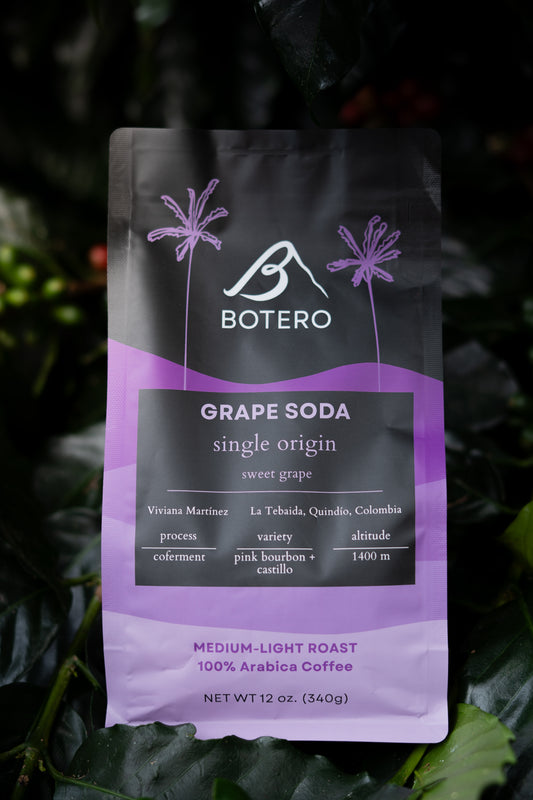 BOTERO
GRAPE SODA
single origin
sweet grape
Viviana Martínez La Tebaida, Quindío, Colombia
process variety altitude
coferment pink bourbon + 1400 m
castillo
MEDIUM-LIGHT ROAST
100% Arabica Coffee
NET WT 12 oz. (340g)